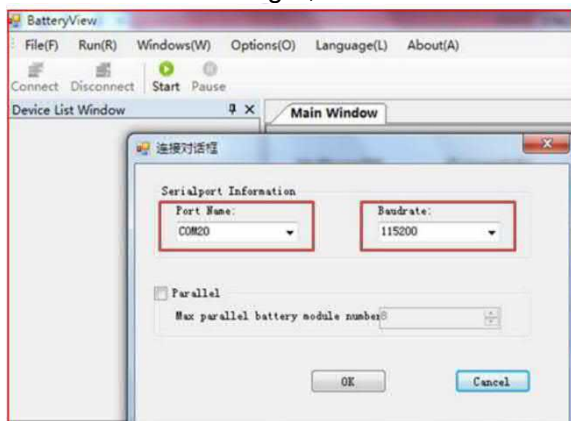 BatteryView
File(F) Run(R) Windows(W) Options(O) Language(L) About(A)
Connect Disconnect Start Pause
Device List Window
Main Window
连接对话框
Serialport Information
Port Name: Baudrate:
COM20 115200
Parallel
Max parallel battery module number 8
OK Cancel